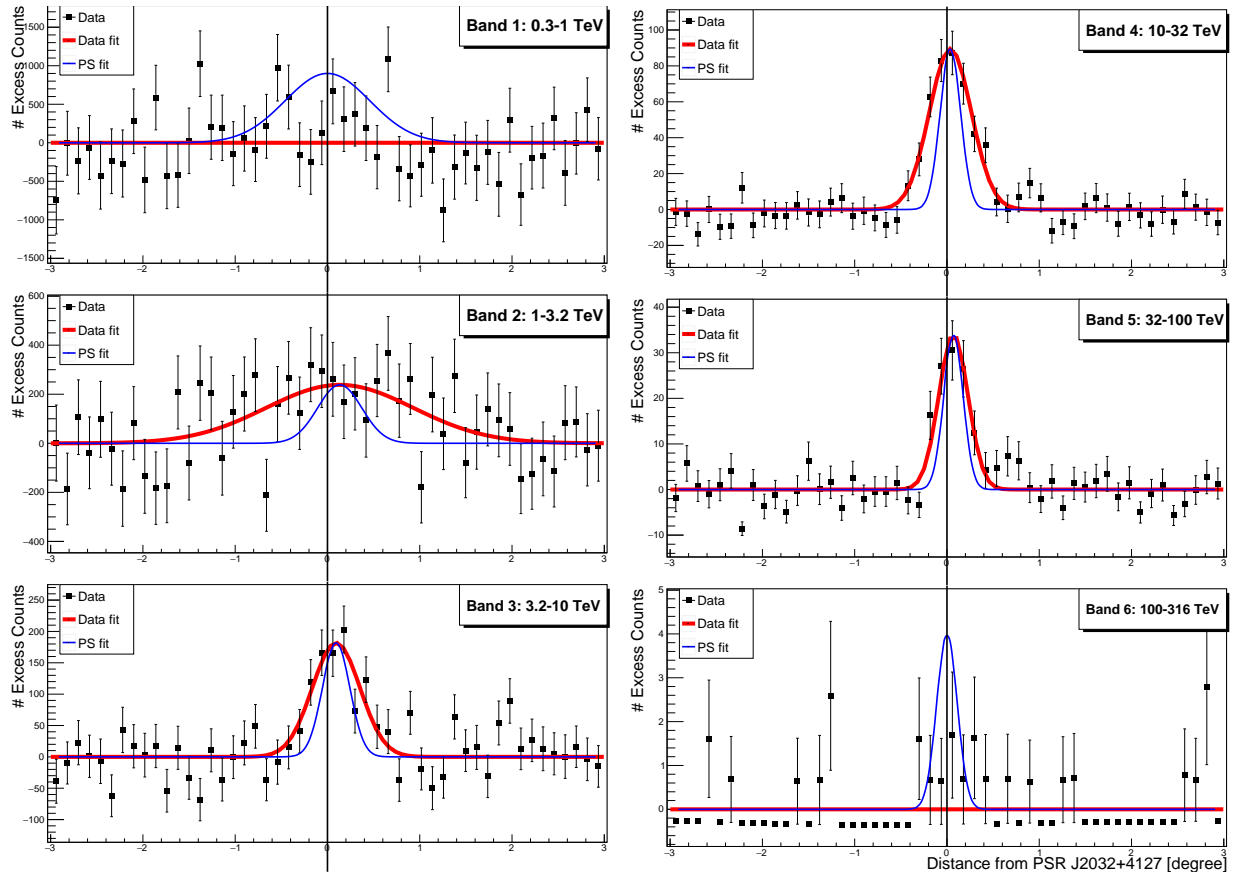 # Excess Counts
1500
1000
500
0
−500
−1000
−1500
Data
Data fit
PS fit
Band 1: 0.3-1 TeV
−3 −2 −1 0 1 2 3
# Excess Counts
600
400
200
0
−200
−400
Data
Data fit
PS fit
Band 2: 1-3.2 TeV
−3 −2 −1 0 1 2 3
# Excess Counts
250
200
150
100
50
0
−50
−100
Data
Data fit
PS fit
Band 3: 3.2-10 TeV
−3 −2 −1 0 1 2 3
# Excess Counts
100
80
60
40
20
0
−20
Data
Data fit
PS fit
Band 4: 10-32 TeV
−3 −2 −1 0 1 2 3
# Excess Counts
40
30
20
10
0
−10
Data
Data fit
PS fit
Band 5: 32-100 TeV
−3 −2 −1 0 1 2 3
# Excess Counts
5
4
3
2
1
0
Data
Data fit
PS fit
Band 6: 100-316 TeV
−3 −2 −1 0 1 2 3
Distance from PSR J2032+4127 [degree]